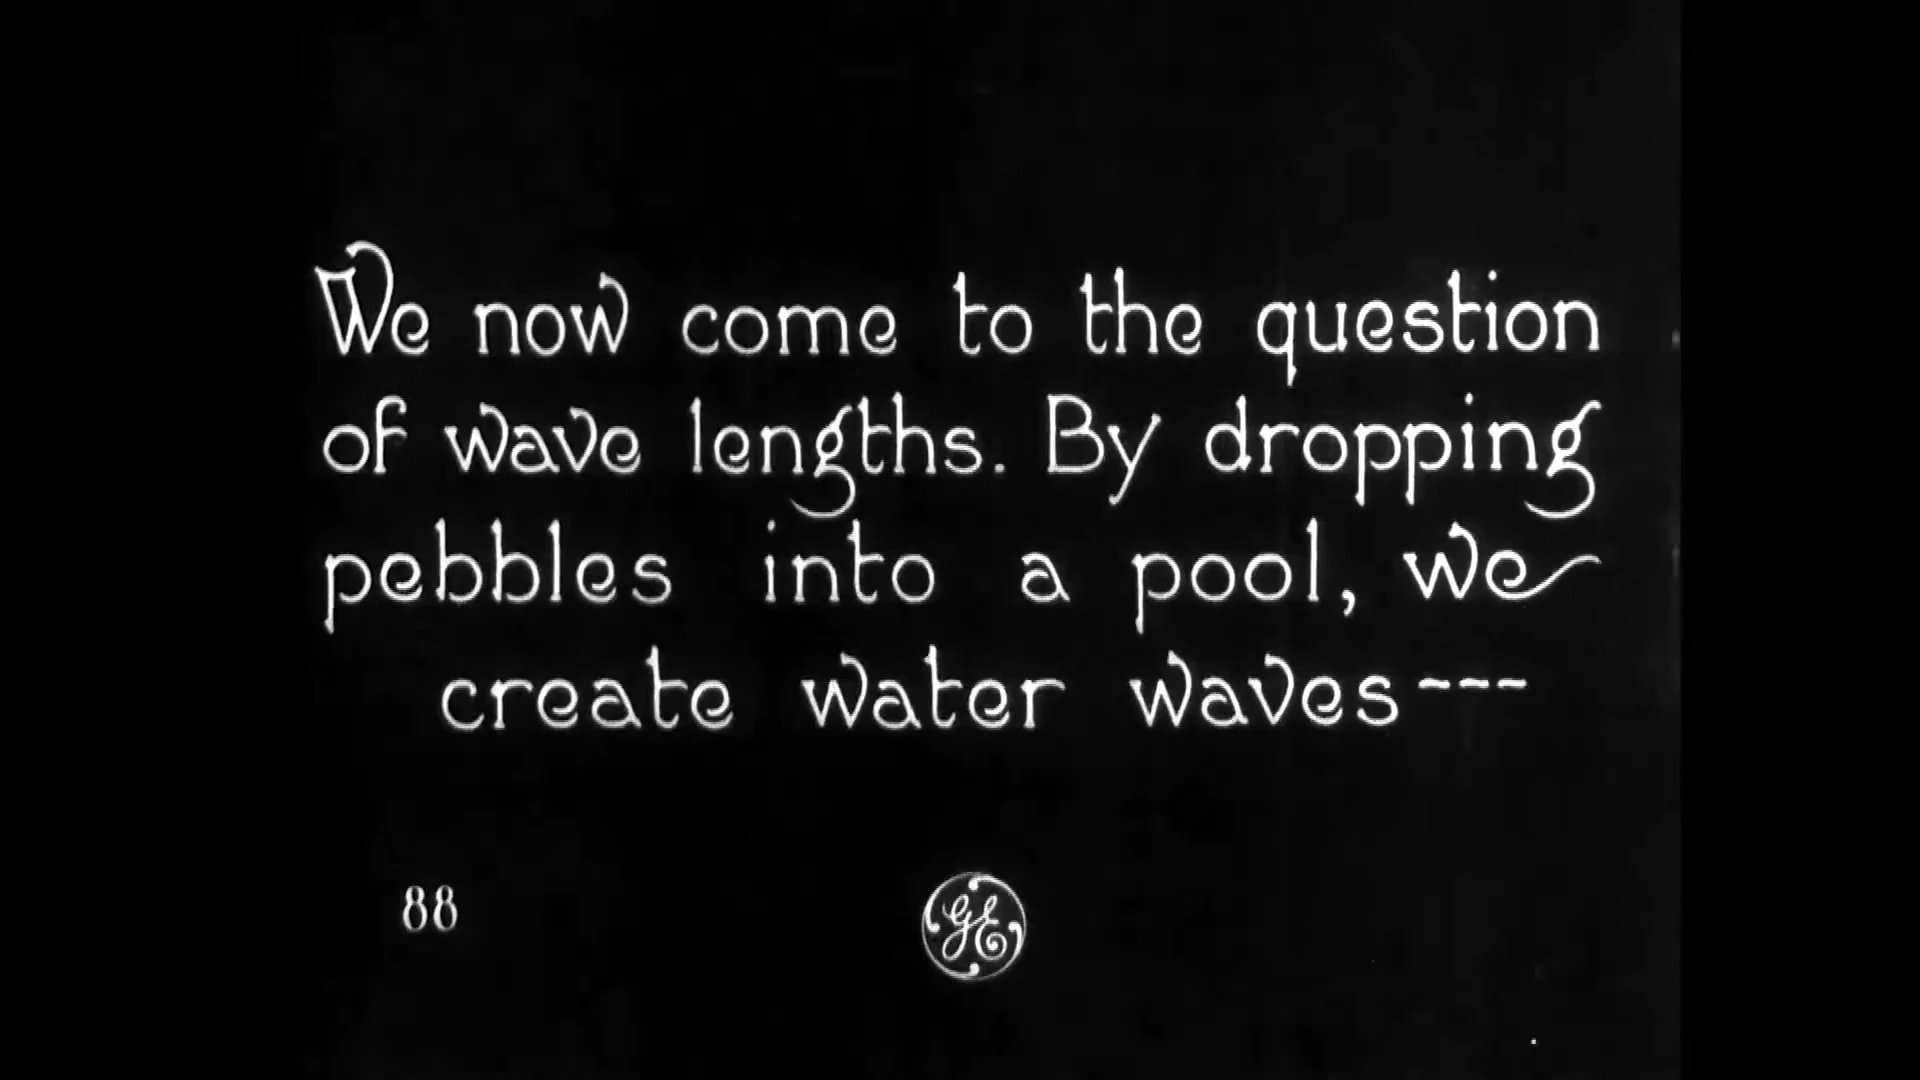 We now come to the question
of wave lengths. By dropping
pebbles into a pool, we
create water waves---
88
GE